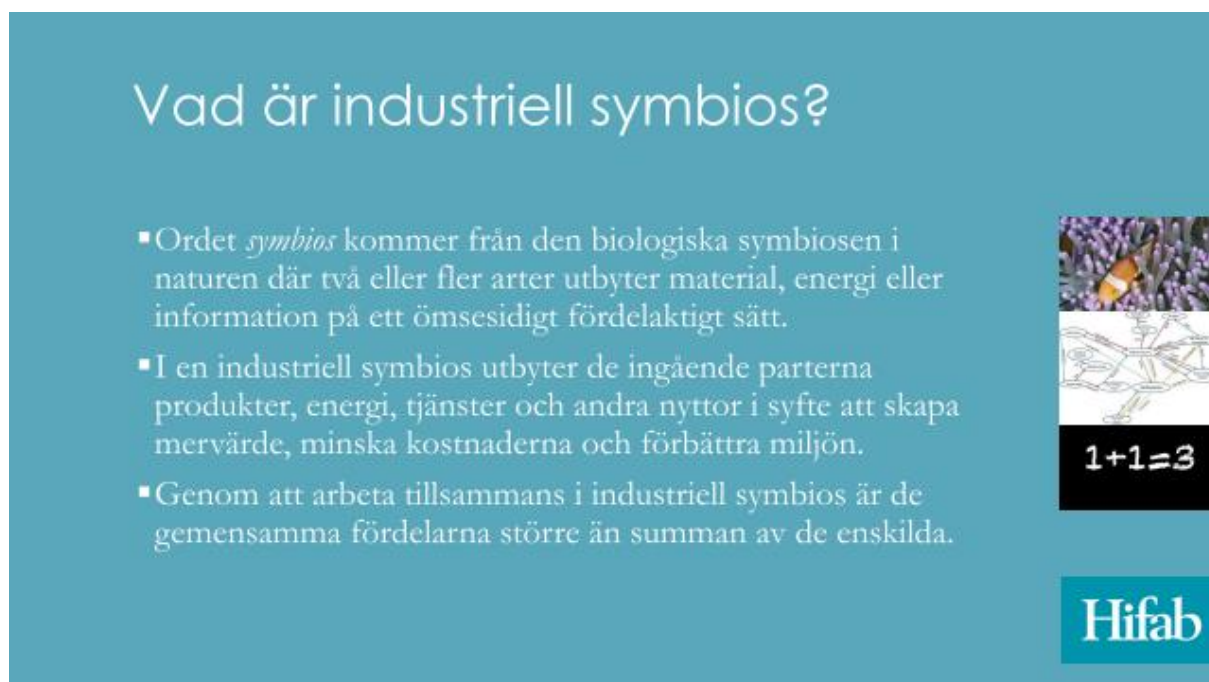 Vad är industriell symbios?
▪Ordet symbios kommer från den biologiska symbiosen i
naturen där två eller fler arter utbyter material, energi eller
information på ett ömsesidigt fördelaktigt sätt.
▪I en industriell symbios utbyter de ingående parterna
produkter, energi, tjänster och andra nyttor i syfte att skapa
mervärde, minska kostnaderna och förbättra miljön.
▪Genom att arbeta tillsammans i industriell symbios är de
gemensamma fördelarna större än summan av de enskilda.
1+1=3
Hifab